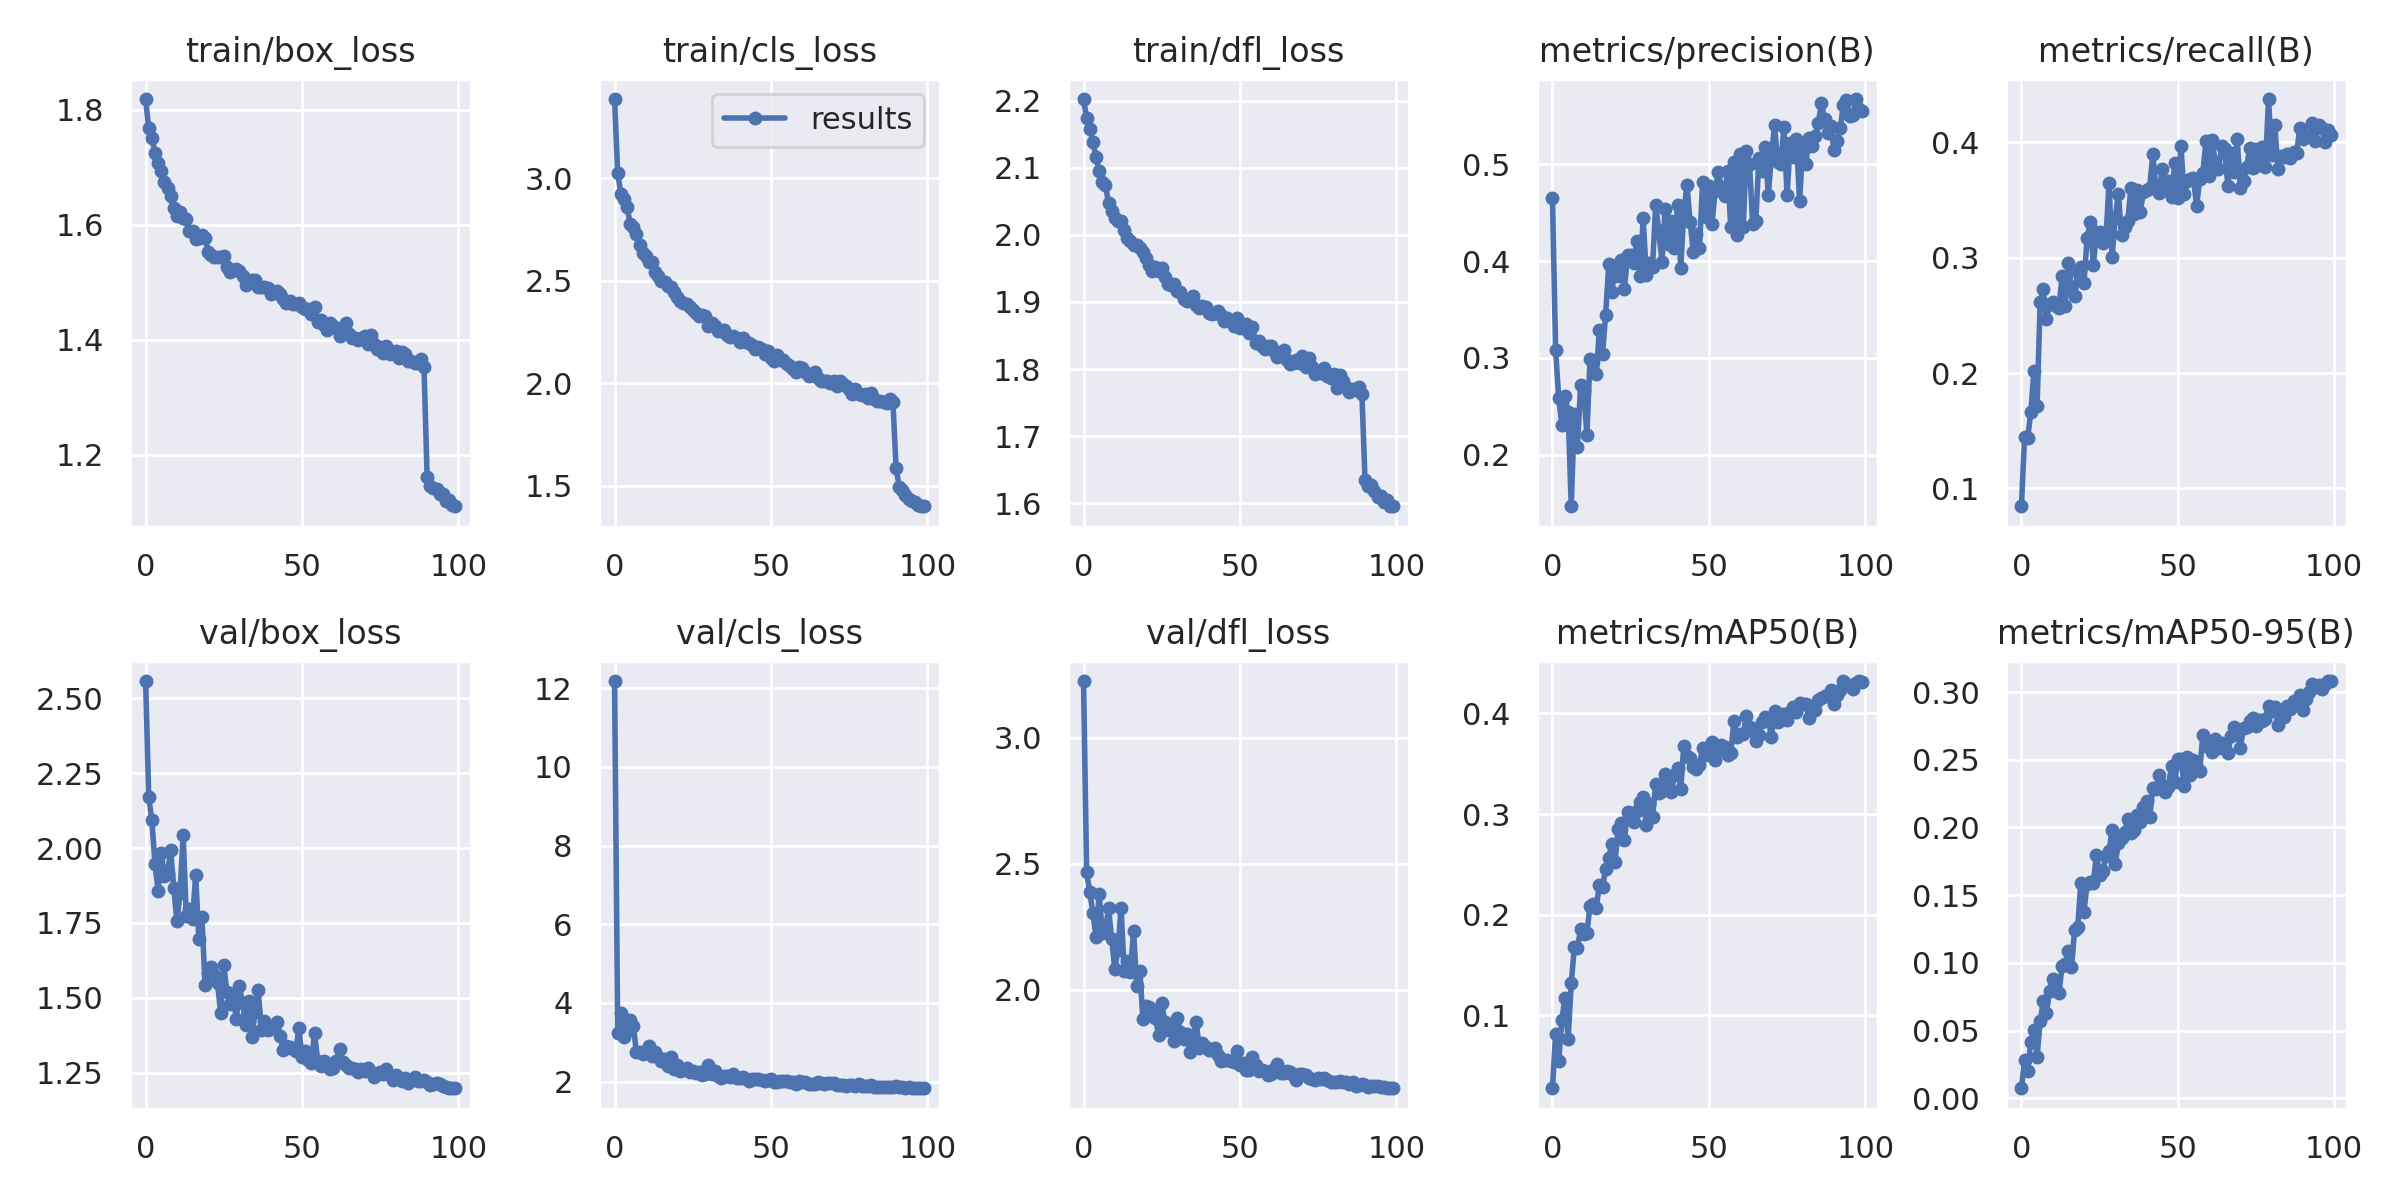 train/box_loss
1.8
1.6
1.4
1.2
0 50 100
train/cls_loss
results
3.0
2.5
2.0
1.5
0 50 100
train/dfl_loss
2.2
2.1
2.0
1.9
1.8
1.7
1.6
0 50 100
metrics/precision(B)
0.5
0.4
0.3
0.2
0 50 100
metrics/recall(B)
0.4
0.3
0.2
0.1
0 50 100
val/box_loss
2.50
2.25
2.00
1.75
1.50
1.25
0 50 100
val/cls_loss
12
10
8
6
4
2
0 50 100
val/dfl_loss
3.0
2.5
2.0
0 50 100
metrics/mAP50(B)
0.4
0.3
0.2
0.1
0 50 100
metrics/mAP50-95(B)
0.30
0.25
0.20
0.15
0.10
0.05
0.00
0 50 100